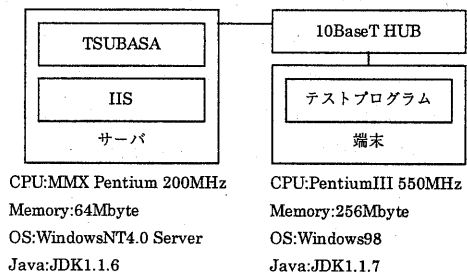 TSUBASA
IIS
サーバ
10BaseT HUB
テストプログラム
端末
CPU:MMX Pentium 200MHz
Memory:64Mbyte
OS:WindowsNT4.0 Server
Java:JDK1.1.6
CPU:PentiumIII 550MHz
Memory:256Mbyte
OS:Windows98
Java:JDK1.1.7